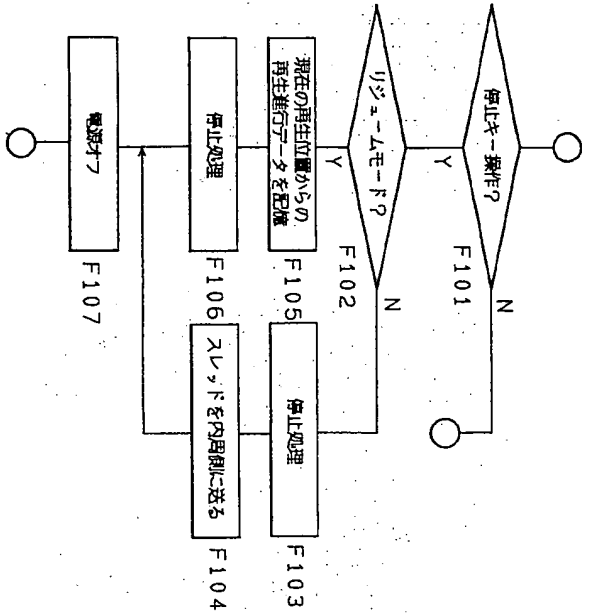 停止キー操作?
F101
N
Y
リジュームモード?
F102
N
Y
現在の再生位置からの
再生進行データを記憶
F105
停止処理
F103
停止処理
F106
スレッドを内周側に送る
F104
電源オフ
F107